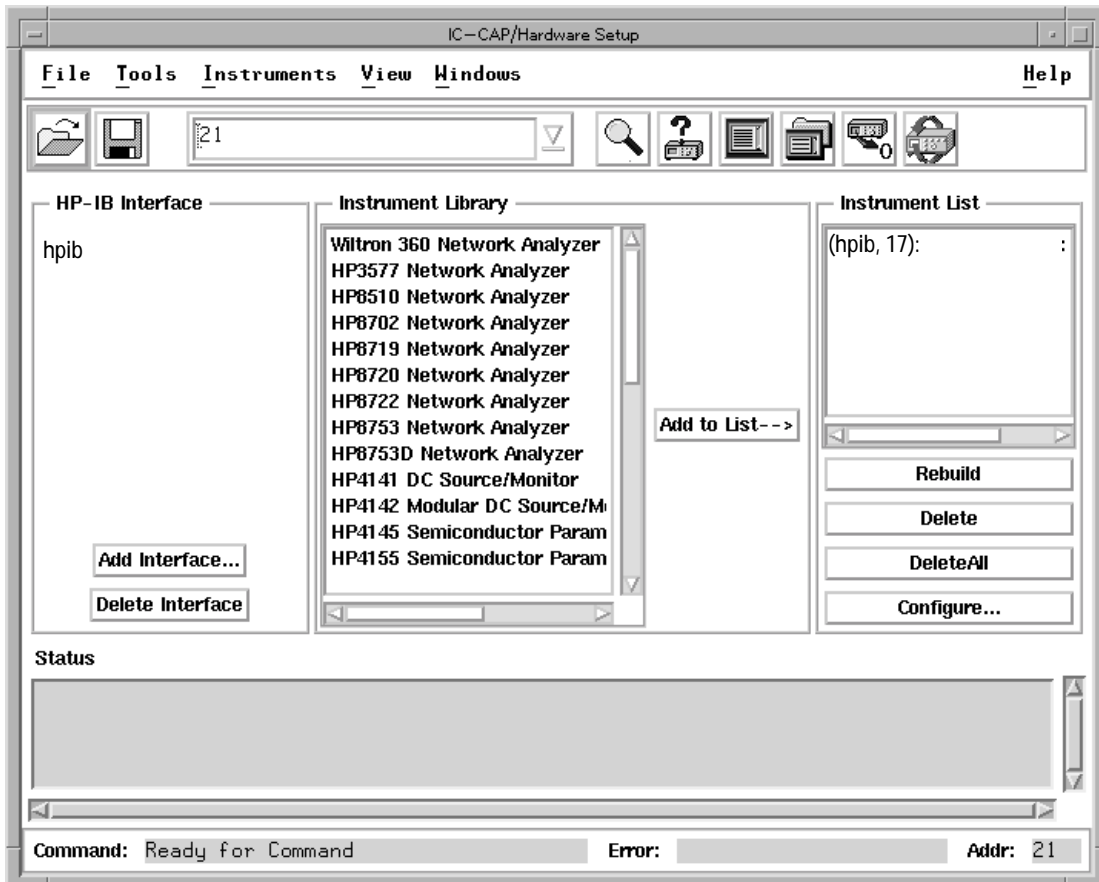 IC-CAP/Hardware Setup
File Tools Instruments View Windows Help
21
HP-IB Interface
hpib
Add Interface...
Delete Interface
Instrument Library
Wiltron 360 Network Analyzer
HP3577 Network Analyzer
HP8510 Network Analyzer
HP8702 Network Analyzer
HP8719 Network Analyzer
HP8720 Network Analyzer
HP8722 Network Analyzer
HP8753 Network Analyzer
HP8753D Network Analyzer
HP4141 DC Source/Monitor
HP4142 Modular DC Source/M
HP4145 Semiconductor Param
HP4155 Semiconductor Param
Add to List-->
Instrument List
(hpib, 17): :
Rebuild
Delete
DeleteAll
Configure...
Status
Command: Ready for Command Error: Addr: 21